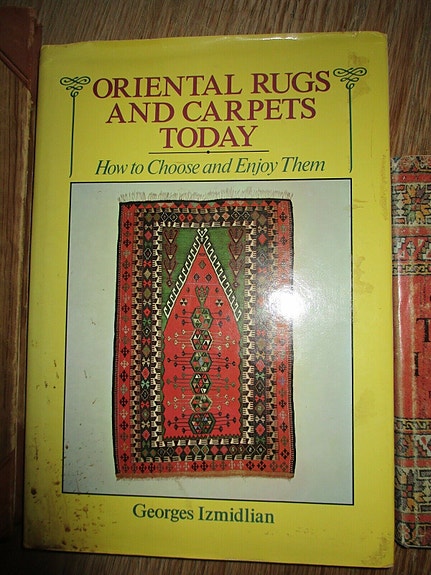 ORIENTAL RUGS
AND CARPETS
TODAY
How to Choose and Enjoy Them
Georges Izmidlian